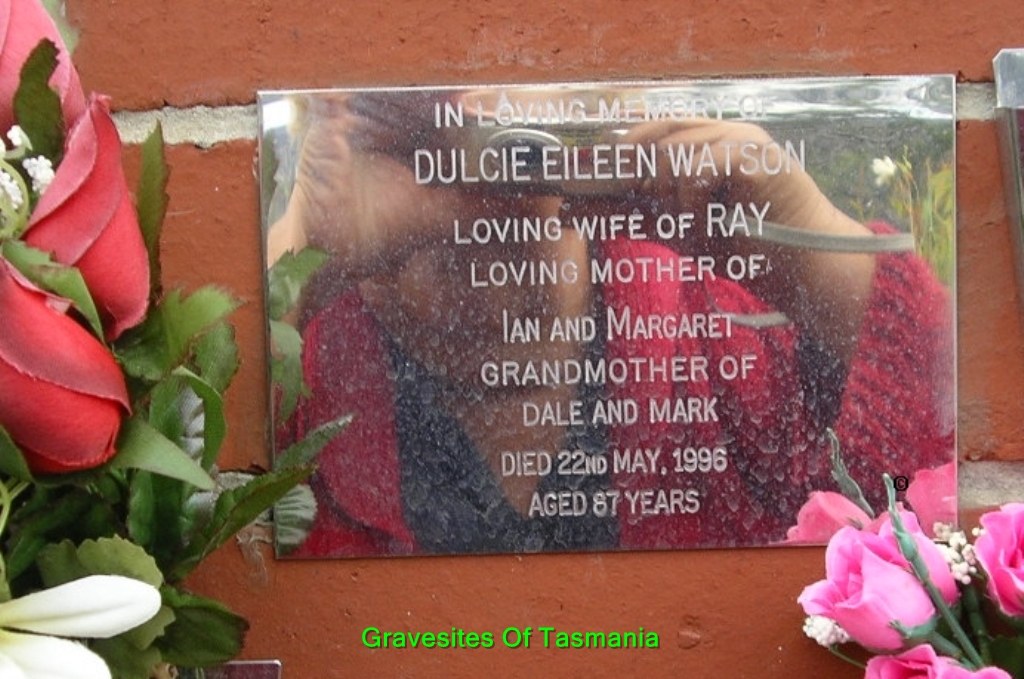 IN LOVING MEMORY OF
DULCIE EILEEN WATSON
LOVING WIFE OF RAY
LOVING MOTHER OF
IAN AND MARGARET
GRANDMOTHER OF
DALE AND MARK
DIED 22ND MAY, 1996
AGED 87 YEARS
©
Gravesites Of Tasmania